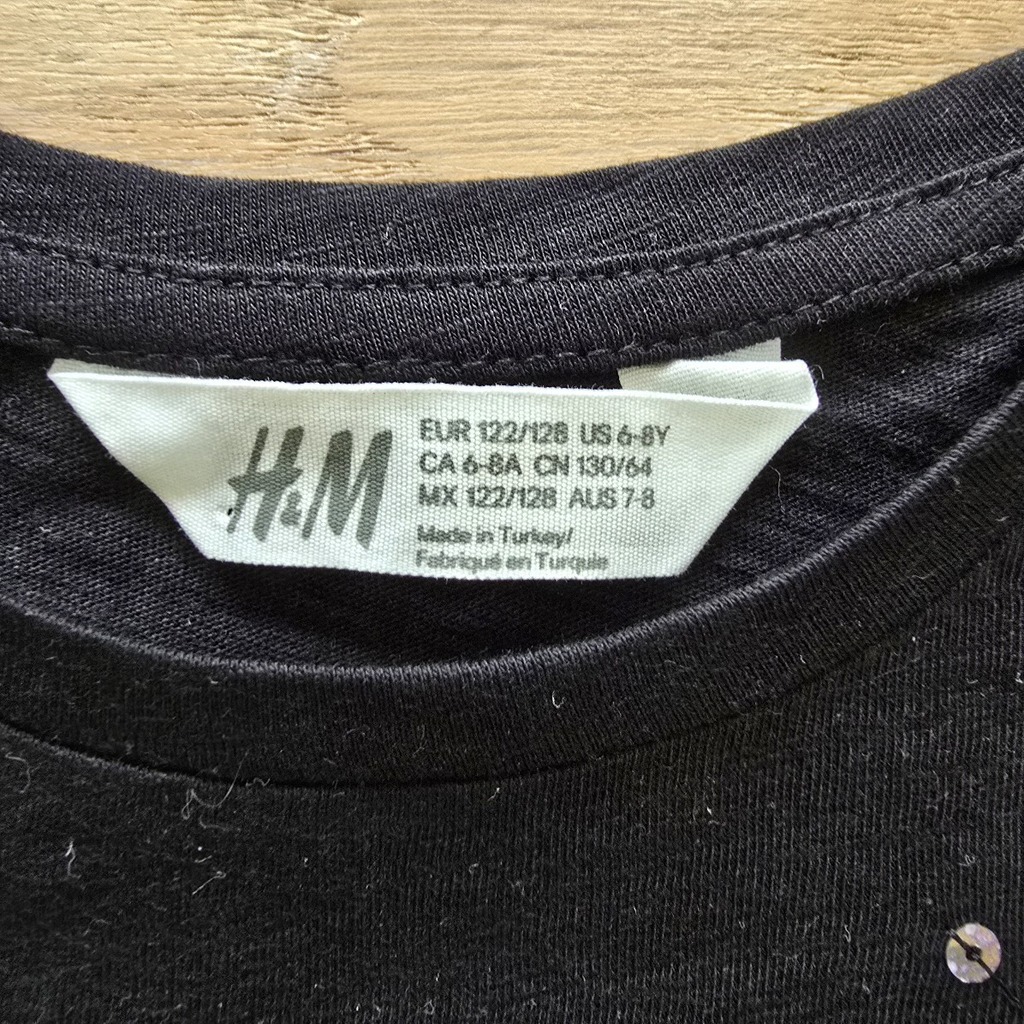 H&M
EUR 122/128 US 6-8Y
CA 6-8A CN 130/64
MX 122/128 AUS 7-8
Made in Turkey/
Fabriqué en Turquie